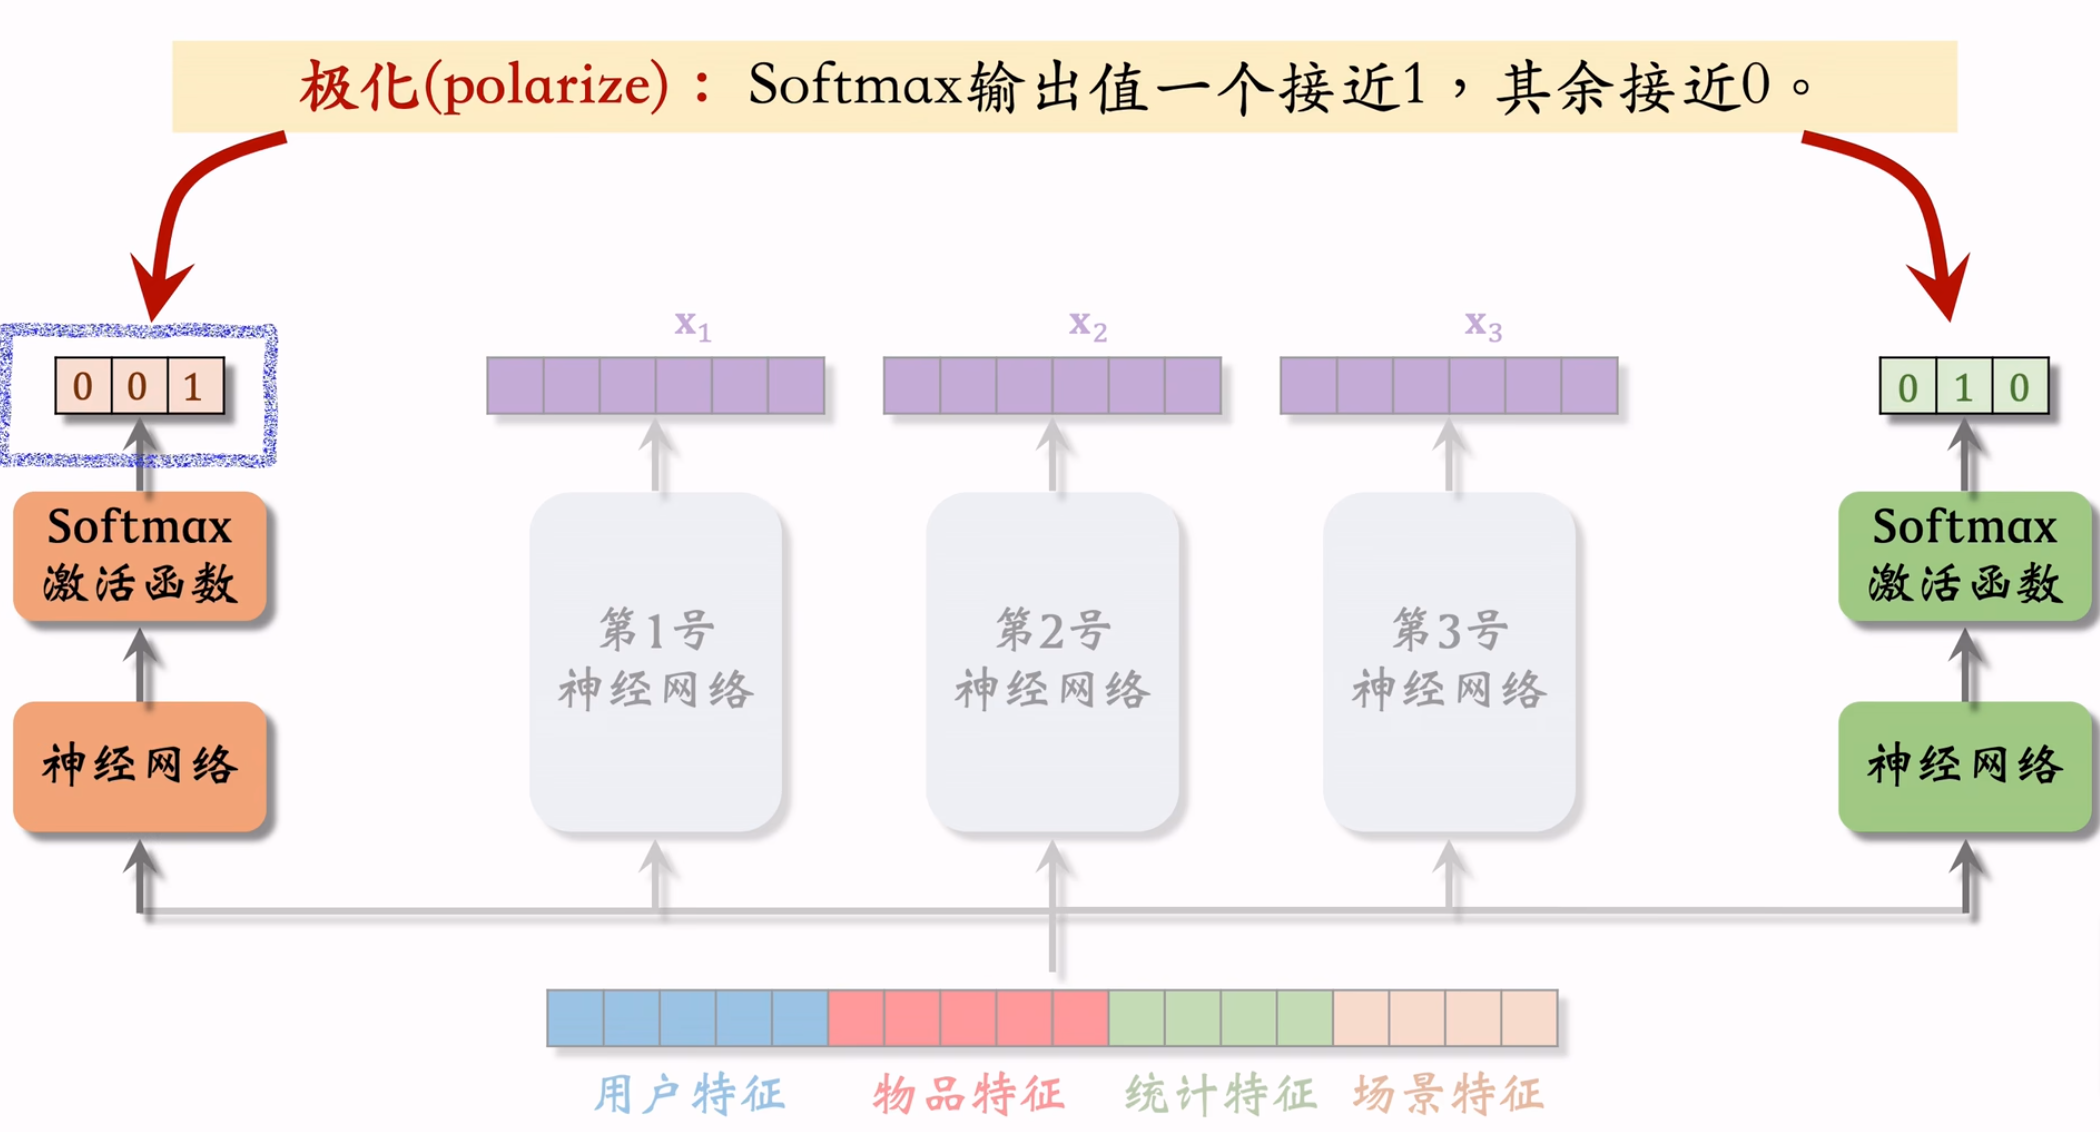 极化(polarize)：Softmax输出值一个接近1，其余接近0。
x₁
x₂
x₃
0 0 1
0 1 0
Softmax
激活函数
Softmax
激活函数
第1号
神经网络
第2号
神经网络
第3号
神经网络
神经网络
神经网络
用户特征
物品特征
统计特征
场景特征